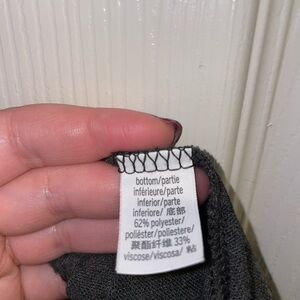 bottom/partie
inférieure/parte
inferior/parte
inferiore/ 底部
62% polyester/
poliéster/poliestere/
聚酯纤维 33%
viscose/viscosa/ 粘